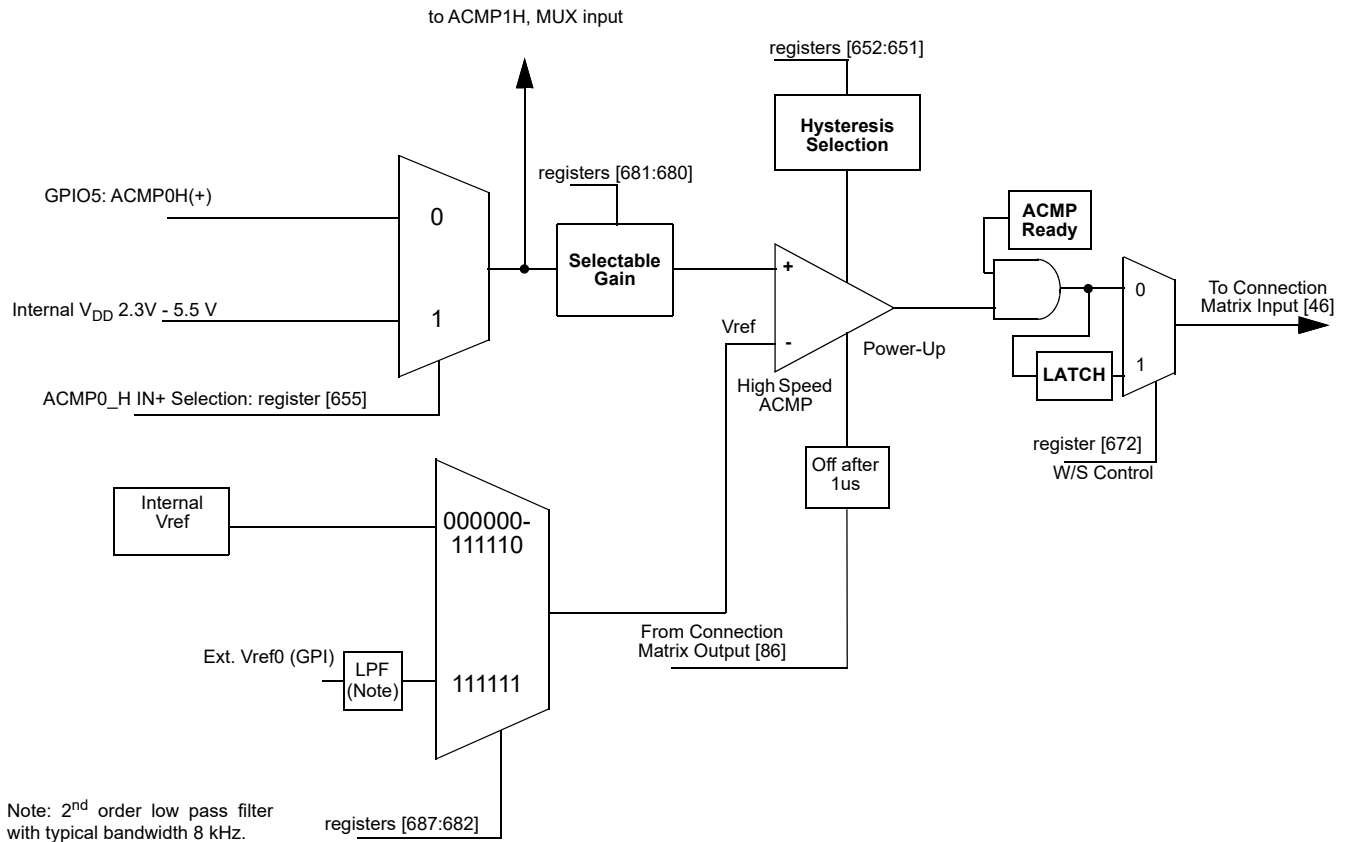 to ACMP1H, MUX input
registers [652:651]
Hysteresis
Selection
registers [681:680]
GPIO5: ACMP0H(+)
0
Selectable
Gain
+
ACMP
Ready
Internal VDD 2.3V - 5.5 V
1
Vref
-
Power-Up
0
To Connection
Matrix Input [46]
LATCH
1
High Speed
ACMP
ACMP0_H IN+ Selection: register [655]
register [672]
W/S Control
Off after
1us
Internal
Vref
000000-
111110
From Connection
Matrix Output [86]
Ext. Vref0 (GPI)
LPF
(Note)
111111
Note: 2nd order low pass filter
with typical bandwidth 8 kHz.
registers [687:682]